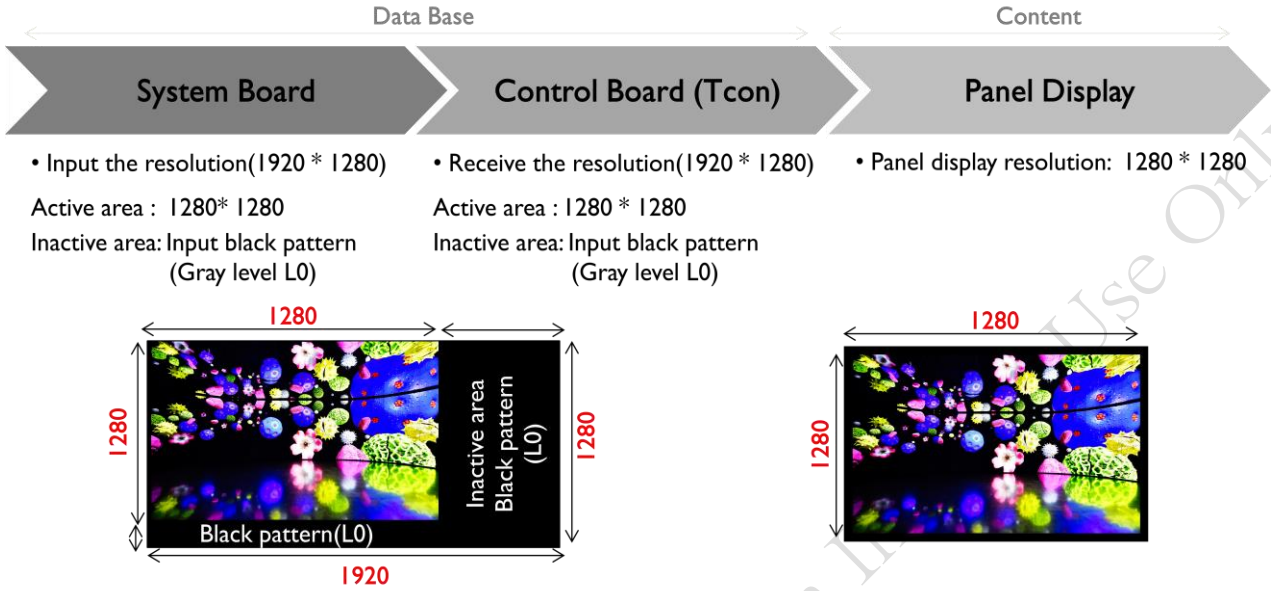 Data Base
Content
System Board
Control Board (Tcon)
Panel Display
• Input the resolution(1920 * 1280)
Active area : 1280* 1280
Inactive area: Input black pattern
(Gray level L0)
• Receive the resolution(1920 * 1280)
Active area : 1280 * 1280
Inactive area: Input black pattern
(Gray level L0)
• Panel display resolution: 1280 * 1280
1280
1280
Inactive area
Black pattern
(L0)
1280
Black pattern(L0)
1920
1280
1280
Use Only